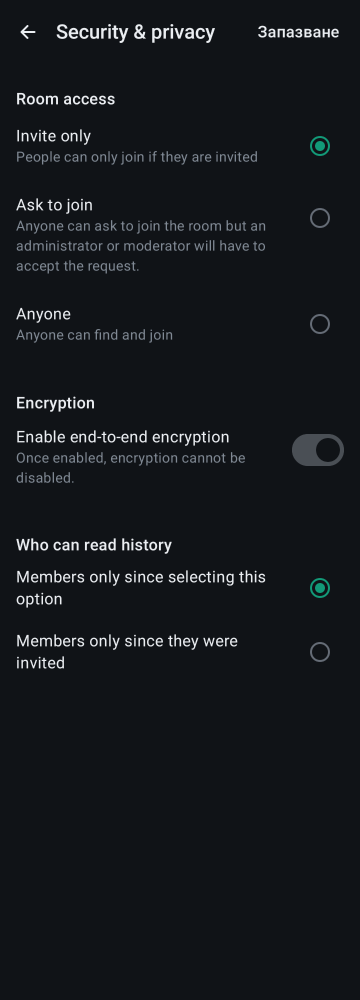 Security & privacy
Запазване
Room access
Invite only
People can only join if they are invited
Ask to join
Anyone can ask to join the room but an
administrator or moderator will have to
accept the request.
Anyone
Anyone can find and join
Encryption
Enable end-to-end encryption
Once enabled, encryption cannot be
disabled.
Who can read history
Members only since selecting this
option
Members only since they were
invited